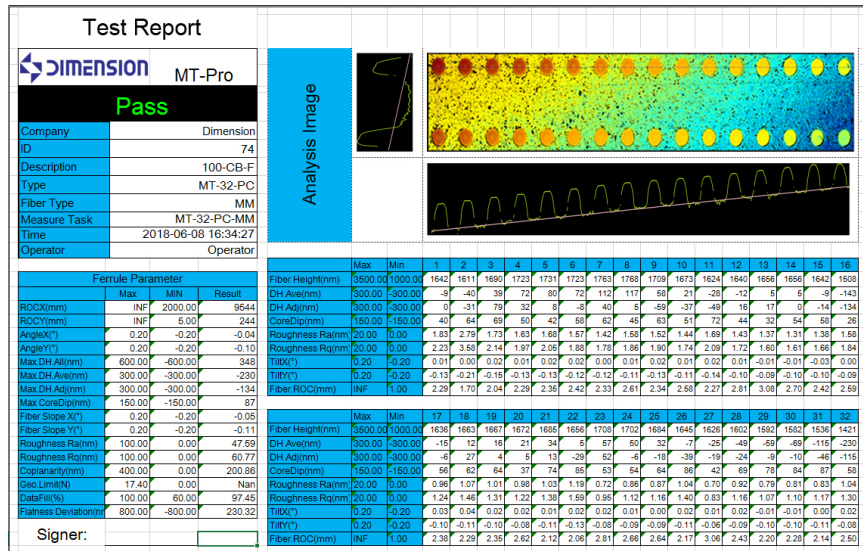 Test Report
DIMENSION MT-Pro
Pass
Company Dimension
ID 74
Description 100-CB-F
Type MT-32-PC
Fiber Type MM
Measure Task MT-32-PC-MM
Time 2018-06-08 16:34:27
Operator Operator
Analysis Image
Ferrule Parameter
Max MIN Result
ROCX(mm) INF 2000.00 9544
ROCY(mm) INF 5.00 244
AngleX(°) 0.20 -0.20 -0.04
AngleY(°) 0.20 -0.20 -0.10
Max.DH.All(nm) 600.00 -600.00 348
Max.DH.Ave(nm) 300.00 -300.00 -230
Max.DH.Adj(nm) 300.00 -300.00 -134
Max CoreDip(nm) 150.00 -150.00 87
Fiber Slope X(°) 0.20 -0.20 -0.05
Fiber Slope Y(°) 0.20 -0.20 -0.11
Roughness Ra(nm) 100.00 0.00 47.59
Roughness Rq(nm) 100.00 0.00 60.77
Coplanarity(nm) 400.00 0.00 200.86
Geo.Limit(N) 17.40 0.00 Nan
DataFill(%) 100.00 60.00 97.45
Flatness Deviation(nr 800.00 -800.00 230.32
Signer:
Max Min 1 2 3 4 5 6 7 8 9 10 11 12 13 14 15 16
Fiber Height(nm) 3500.00 1000.00 1642 1611 1690 1723 1731 1723 1763 1768 1709 1673 1624 1640 1656 1656 1642 1508
DH Ave(nm) 300.00 -300.00 -9 -40 39 72 80 72 112 117 58 21 -28 -12 5 5 -9 -143
DH Adj(nm) 300.00 -300.00 0 -31 79 32 8 -8 40 5 -59 -37 -49 16 17 0 -14 -134
CoreDip(nm) 150.00 -150.00 40 64 69 50 42 58 62 45 63 51 72 44 32 54 58 26
Roughness Ra(nm) 20.00 0.00 1.83 2.79 1.73 1.63 1.68 1.57 1.42 1.58 1.52 1.44 1.69 1.43 1.37 1.31 1.38 1.58
Roughness Rq(nm) 20.00 0.00 2.23 3.58 2.14 1.97 2.05 1.88 1.78 1.86 1.90 1.74 2.09 1.72 1.60 1.61 1.66 1.84
TiltX(°) 0.20 -0.20 0.01 0.00 0.02 0.01 0.02 0.02 0.01 0.00 0.02 0.01 0.02 0.01 -0.01 -0.01 -0.03 0.00
TiltY(°) 0.20 -0.20 -0.13 -0.21 -0.15 -0.13 -0.13 -0.12 -0.12 -0.11 -0.13 -0.11 -0.14 -0.10 -0.09 -0.10 -0.10 -0.09
Fiber.ROC(mm) INF 1.00 2.29 1.70 2.04 2.29 2.35 2.42 2.33 2.61 2.34 2.58 2.27 2.81 3.08 2.70 2.42 2.59
Max Min 17 18 19 20 21 22 23 24 25 26 27 28 29 30 31 32
Fiber Height(nm) 3500.00 1000.00 1636 1663 1667 1672 1685 1656 1708 1702 1684 1645 1626 1602 1592 1582 1536 1421
DH Ave(nm) 300.00 -300.00 -15 12 16 21 34 5 57 50 32 -7 -25 -49 -59 -69 -115 -230
DH Adj(nm) 300.00 -300.00 -6 27 4 5 13 -29 52 -6 -18 -39 -19 -24 -9 -10 -46 -115
CoreDip(nm) 150.00 -150.00 56 62 64 37 74 85 53 54 64 86 42 69 78 84 87 58
Roughness Ra(nm) 20.00 0.00 0.96 1.07 1.01 0.98 1.03 1.19 0.72 0.86 0.87 1.04 0.70 0.92 0.79 0.81 0.83 1.04
Roughness Rq(nm) 20.00 0.00 1.24 1.46 1.31 1.22 1.38 1.59 0.95 1.12 1.16 1.40 0.83 1.16 1.07 1.10 1.17 1.30
TiltX(°) 0.20 -0.20 0.03 0.04 0.02 0.02 0.01 0.02 0.01 0.01 0.01 0.00 0.02 0.01 -0.01 -0.01 -0.01 0.02
TiltY(°) 0.20 -0.20 -0.10 -0.11 -0.10 -0.08 -0.11 -0.13 -0.08 -0.09 -0.09 -0.11 -0.06 -0.09 -0.10 -0.10 -0.11 -0.08
Fiber.ROC(mm) INF 1.00 2.38 2.29 2.35 2.62 2.12 2.06 2.81 2.66 2.66 2.17 3.06 2.43 2.20 2.28 2.14 2.50